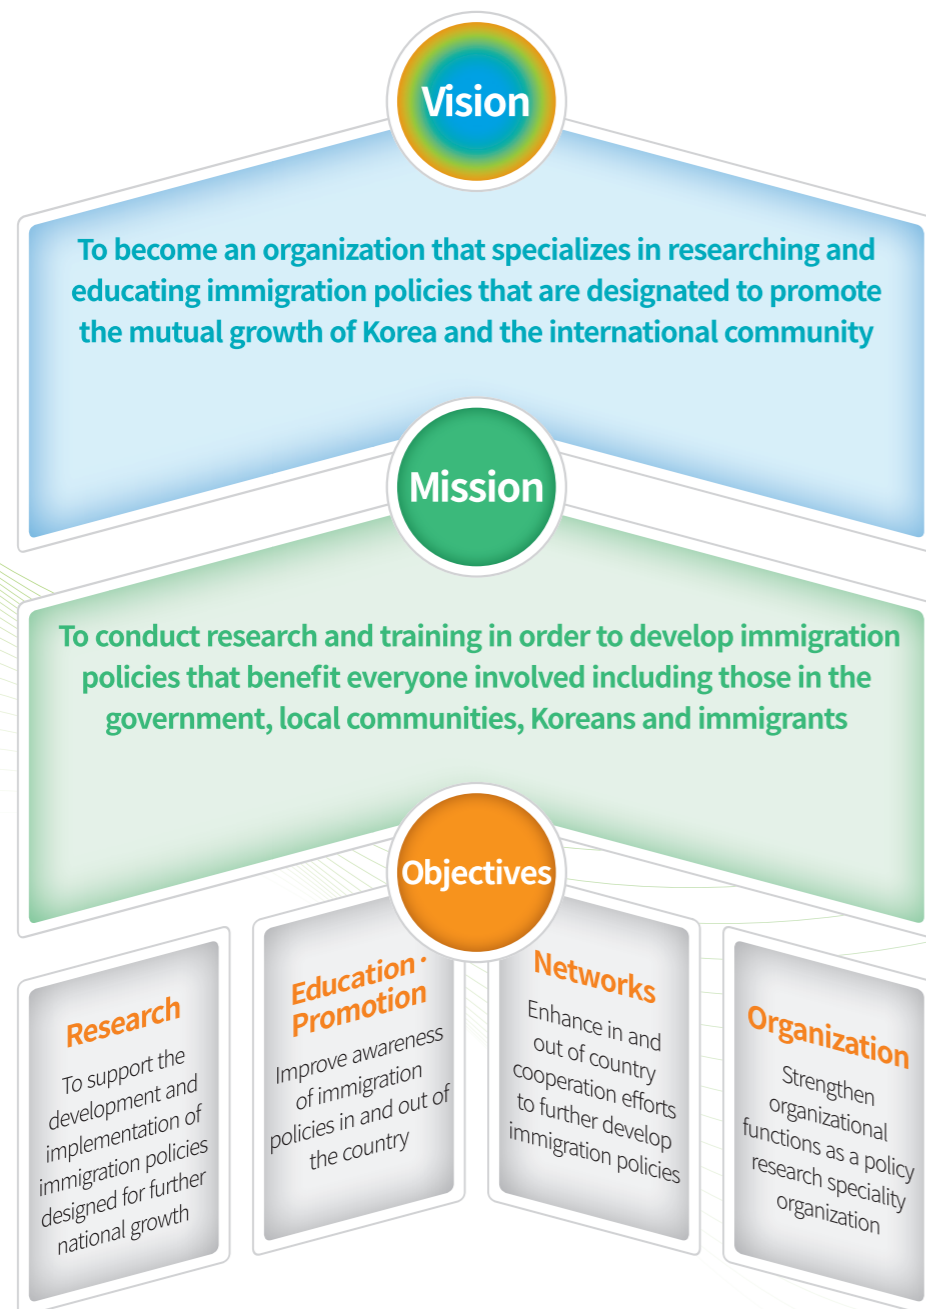 Vision
To become an organization that specializes in researching and
educating immigration policies that are designated to promote
the mutual growth of Korea and the international community
Mission
To conduct research and training in order to develop immigration
policies that benefit everyone involved including those in the
government, local communities, Koreans and immigrants
Objectives
Research
To support the
development and
implementation of
immigration policies
designed for further
national growth
Education ·
Promotion
Improve awareness
of immigration
policies in and out of
the country
Networks
Enhance in and
out of country
cooperation efforts
to further develop
immigration policies
Organization
Strengthen
organizational
functions as a policy
research speciality
organization